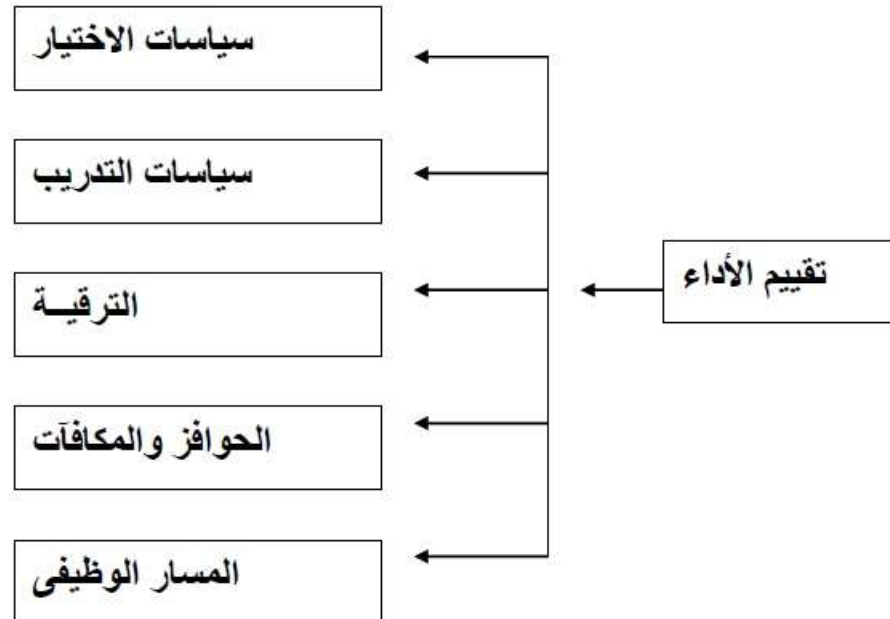 سياسات الاختيار
سياسات التدريب
تقييم الأداء
الترقيــة
الحوافز والمكافآت
المسار الوظيفى